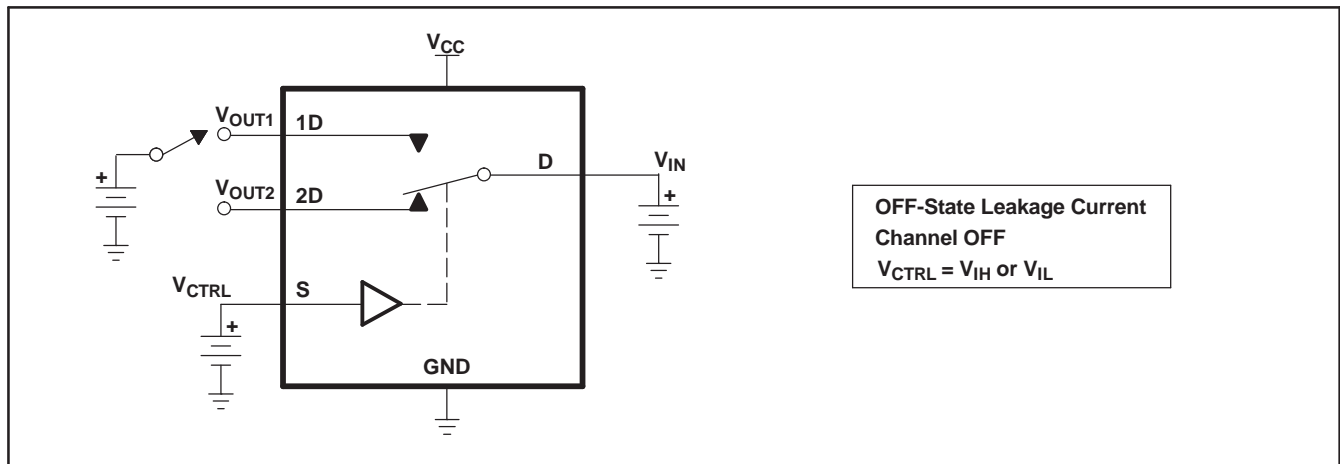 VCC
VOUT1
1D
D
VIN
+
VOUT2
2D
+
OFF-State Leakage Current
Channel OFF
VCTRL = VIH or VIL
VCTRL
S
+
GND